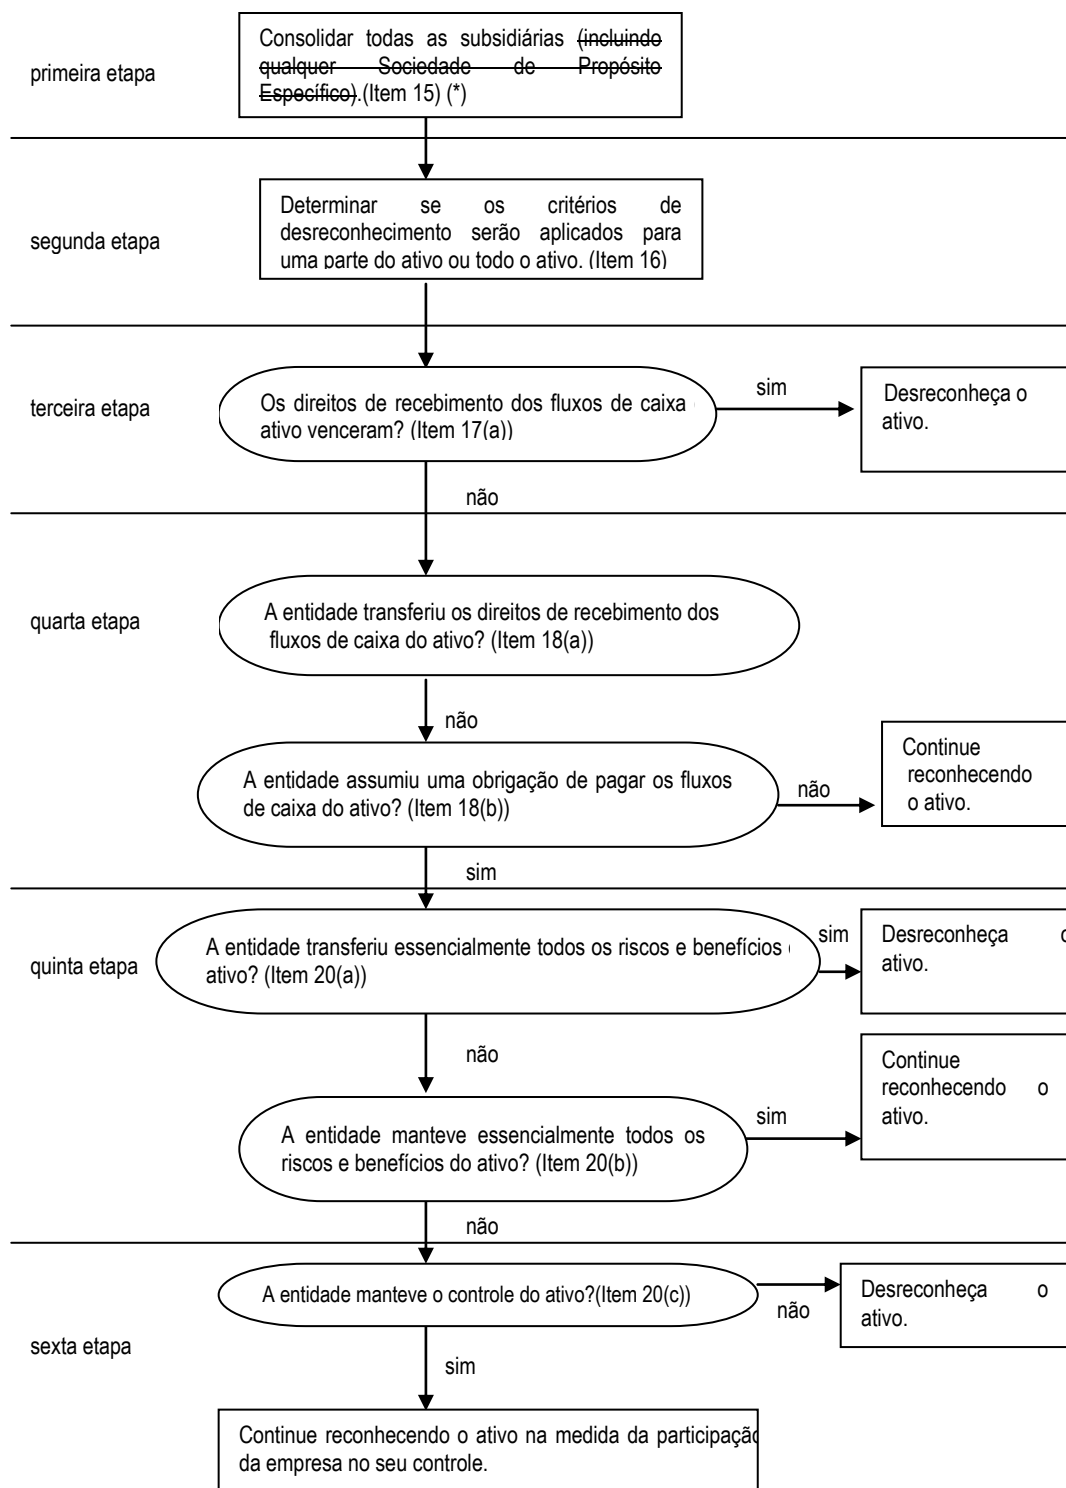 primeira etapa
Consolidar todas as subsidiárias (incluindo
qualquer Sociedade de Propósito
Específico).(Item 15) (*)
segunda etapa
Determinar se os critérios de
desreconhecimento serão aplicados para
uma parte do ativo ou todo o ativo. (Item 16)
terceira etapa
Os direitos de recebimento dos fluxos de caixa
ativo venceram? (Item 17(a))
sim
Desreconheça o
ativo.
não
quarta etapa
A entidade transferiu os direitos de recebimento dos
fluxos de caixa do ativo? (Item 18(a))
não
A entidade assumiu uma obrigação de pagar os fluxos
de caixa do ativo? (Item 18(b))
não
Continue
reconhecendo
o ativo.
sim
quinta etapa
A entidade transferiu essencialmente todos os riscos e benefícios
ativo? (Item 20(a))
sim
Desreconheça
ativo.
não
A entidade manteve essencialmente todos os
riscos e benefícios do ativo? (Item 20(b))
sim
Continue
reconhecendo o
ativo.
não
sexta etapa
A entidade manteve o controle do ativo?(Item 20(c))
não
Desreconheça o
ativo.
sim
Continue reconhecendo o ativo na medida da participação
da empresa no seu controle.